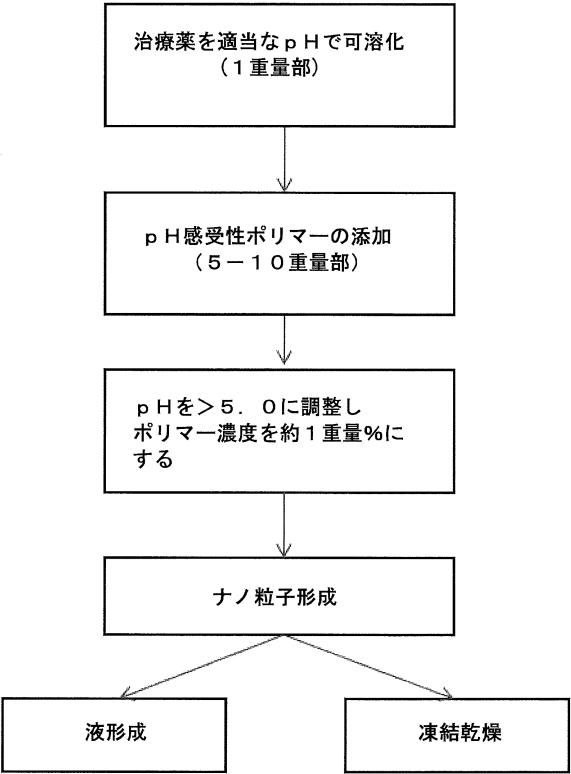 治療薬を適当なpHで可溶化
(1重量部)
pH感受性ポリマーの添加
(5-10重量部)
pHを>5.0に調整し
ポリマー濃度を約1重量%に
する
ナノ粒子形成
液形成
凍結乾燥